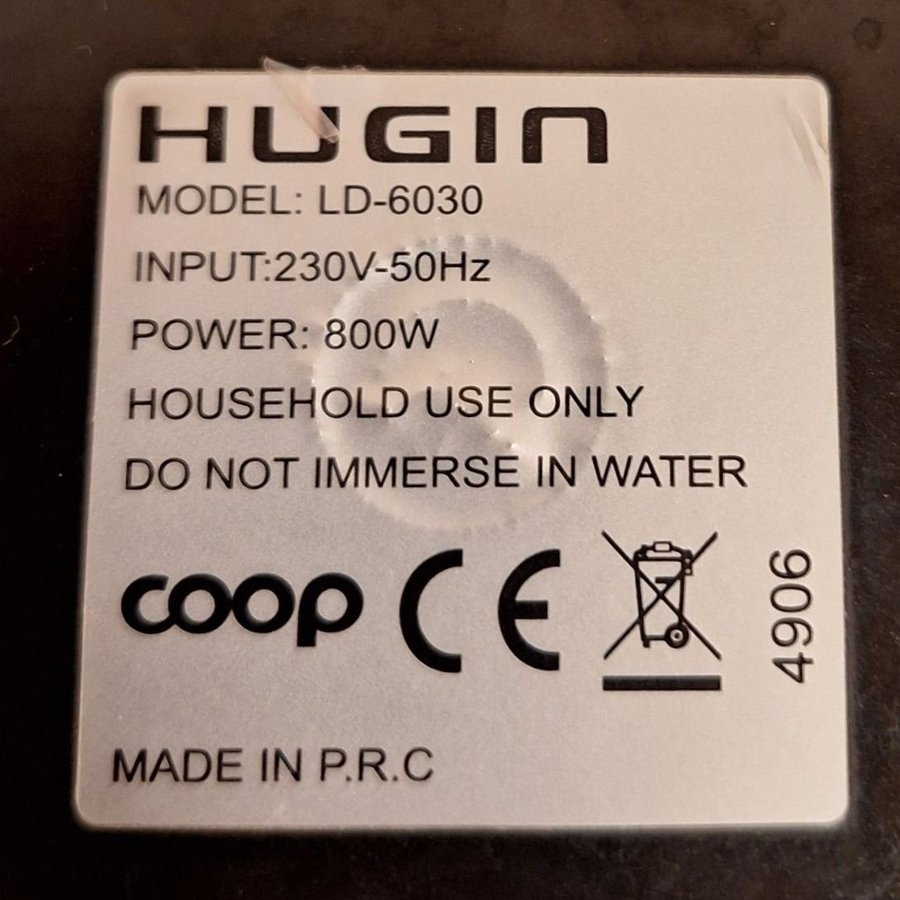 HUGIN
MODEL: LD-6030
INPUT:230V-50Hz
POWER: 800W
HOUSEHOLD USE ONLY
DO NOT IMMERSE IN WATER
coop CE
4906
MADE IN P.R.C